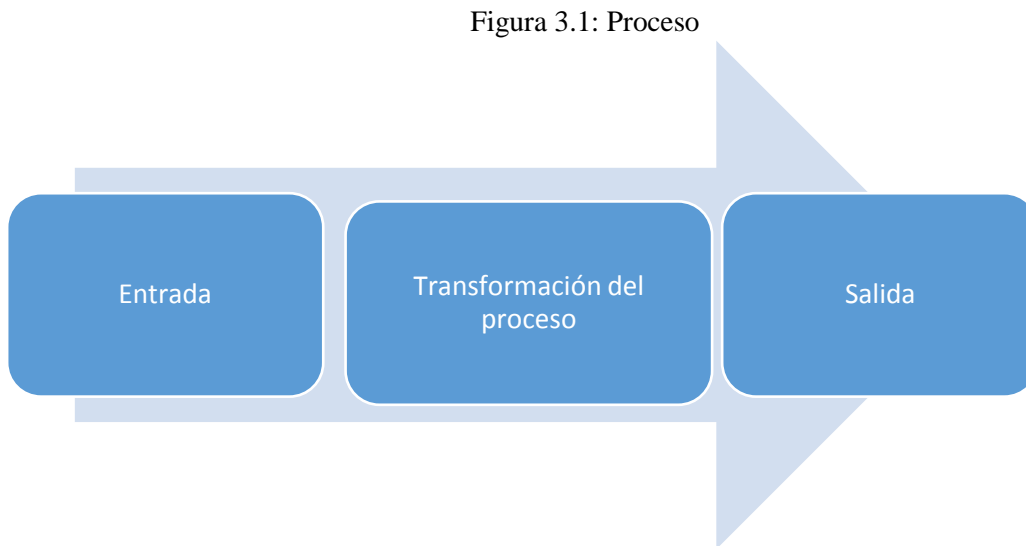 Figura 3.1: Proceso
Entrada
Transformación del
proceso
Salida